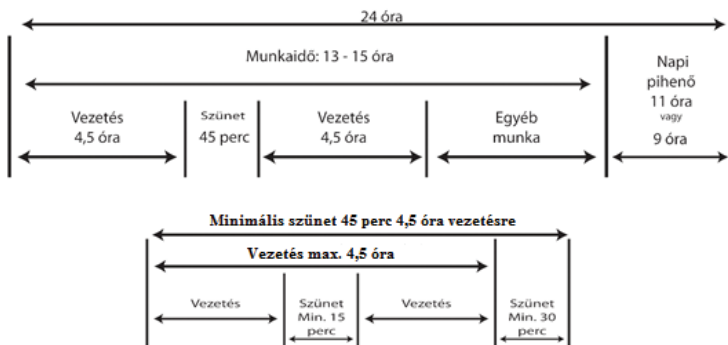 24 óra
Munkaidő: 13 - 15 óra
Napi
pihenő
11 óra
vagy
9 óra
Vezetés
4,5 óra
Szünet
45 perc
Vezetés
4,5 óra
Egyéb
munka
Minimális szünet 45 perc 4,5 óra vezetésre
Vezetés max. 4,5 óra
Vezetés
Szünet
Min. 15
perc
Vezetés
Szünet
Min. 30
perc